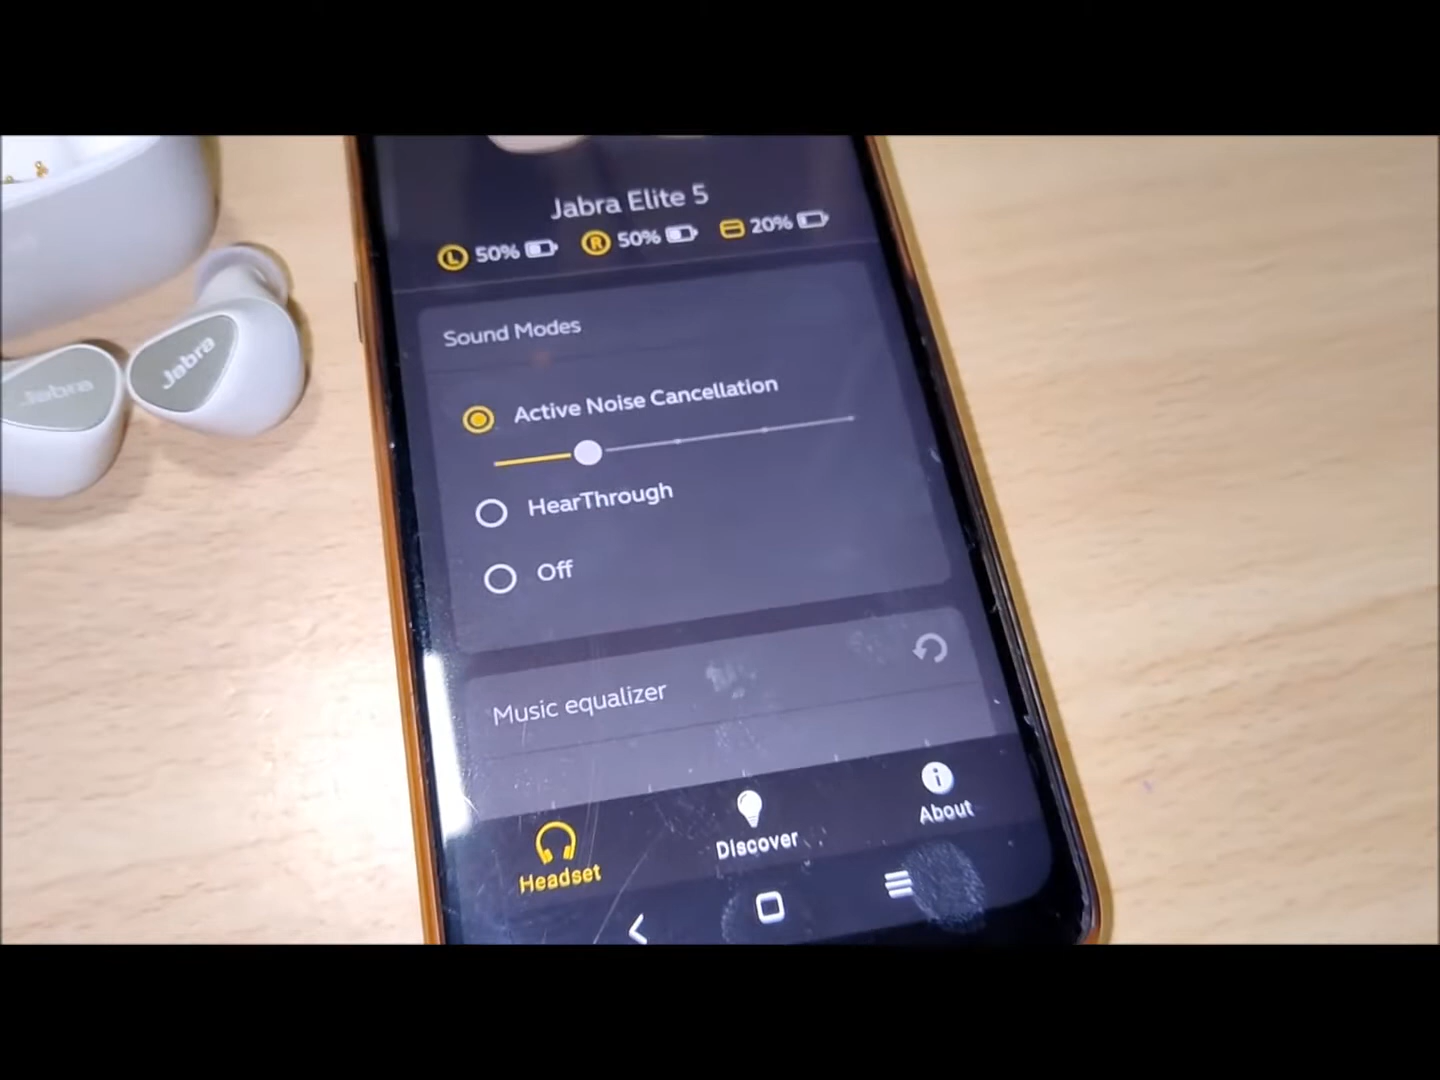 Jabra Elite 5
L 50% R 50% 20%
Sound Modes
Active Noise Cancellation
HearThrough
Off
Music equalizer
Headset
Discover
About
Jabra
Jabra